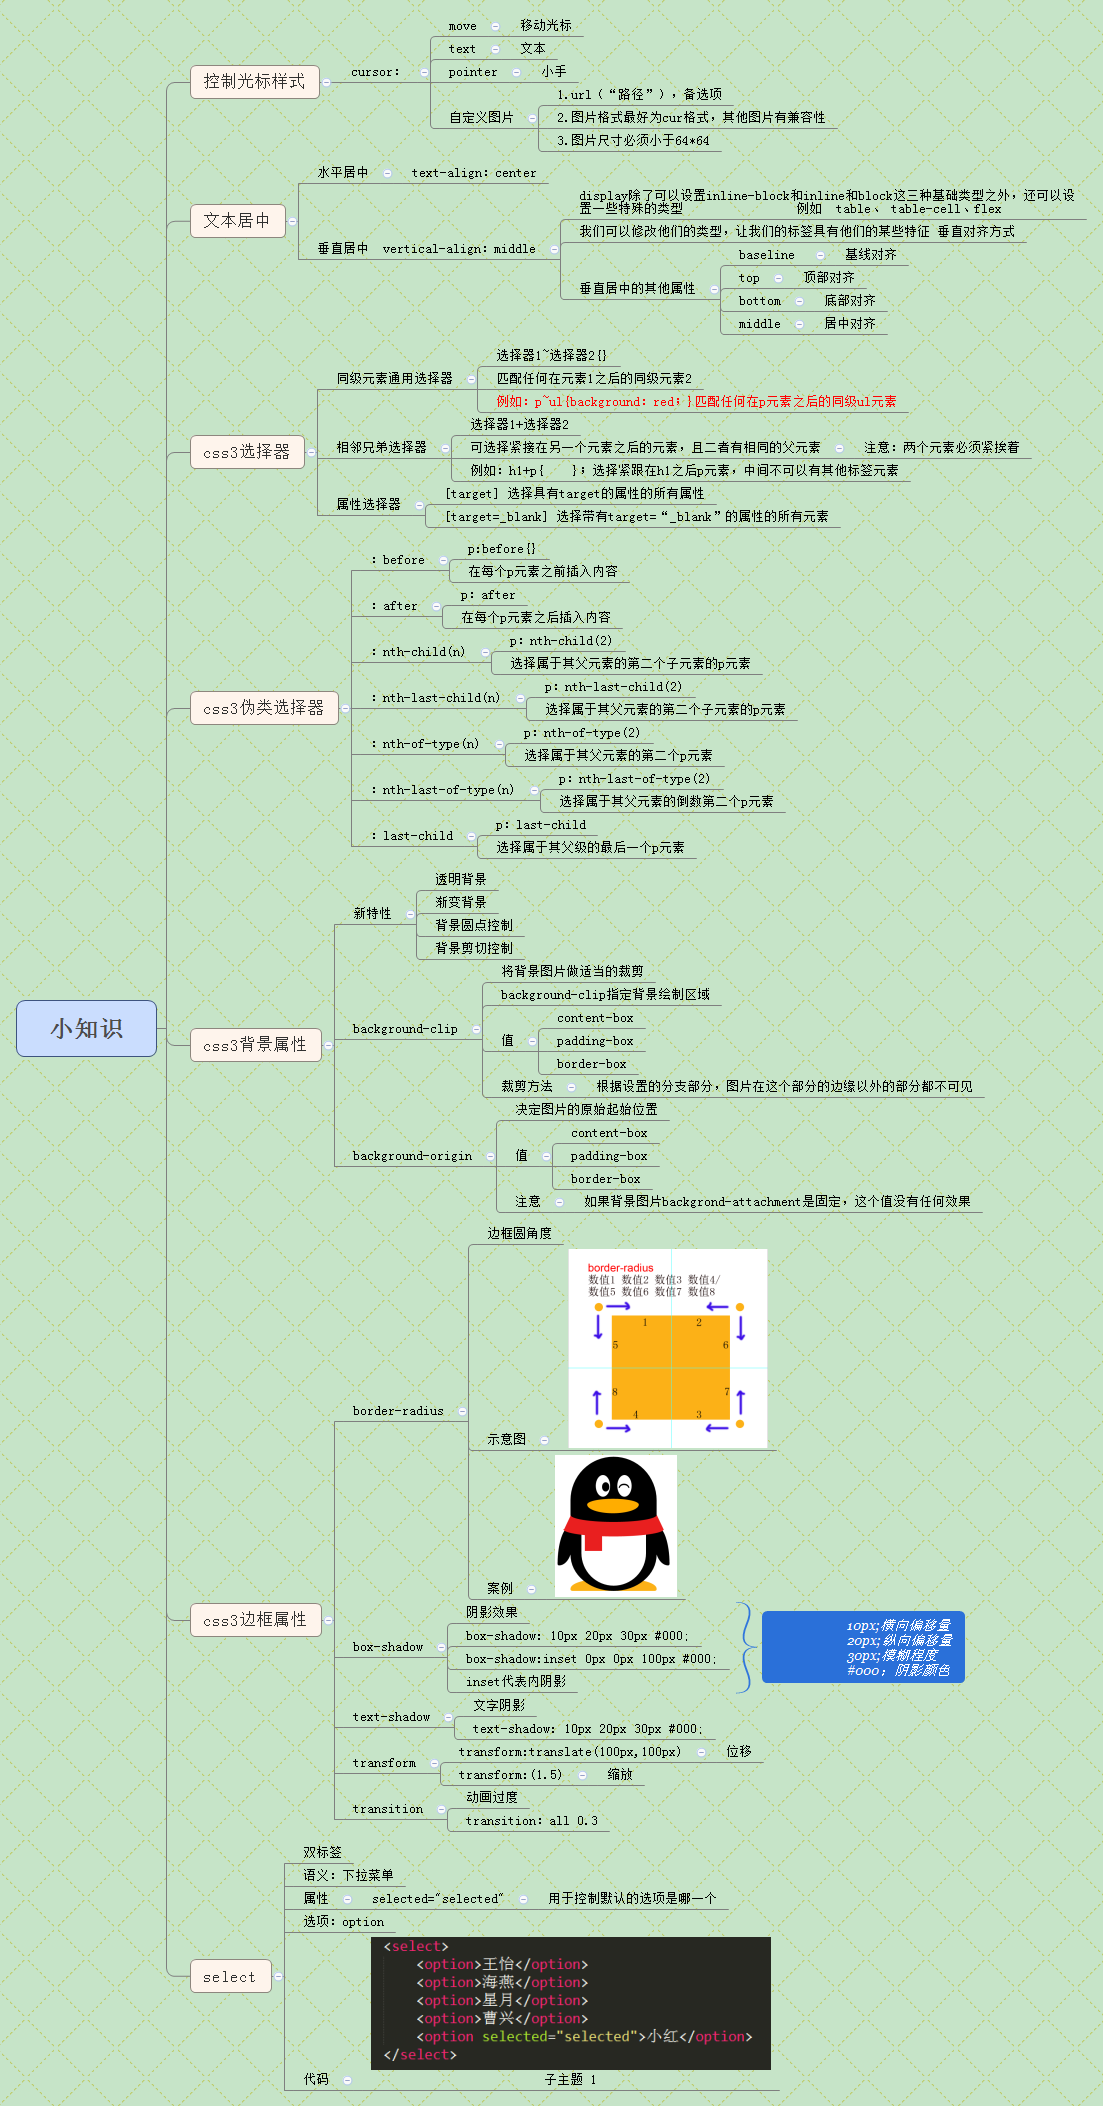 小知识
控制光标样式
cursor:
move
移动光标
text
文本
pointer
小手
自定义图片
1.url（“路径”），备选项
2.图片格式最好为cur格式，其他图片有兼容性
3.图片尺寸必须小于64*64
文本居中
水平居中
text-align：center
垂直居中 vertical-align：middle
display除了可以设置inline-block和inline和block这三种基础类型之外，还可以设
置一些特殊的类型 例如 table、 table-cell、flex
我们可以修改他们的类型，让我们的标签具有他们的某些特征 垂直对齐方式
垂直居中的其他属性
baseline
基线对齐
top
顶部对齐
bottom
底部对齐
middle
居中对齐
css3选择器
同级元素通用选择器
选择器1~选择器2{}
匹配任何在元素1之后的同级元素2
例如：p~ul{background：red；}匹配任何在p元素之后的同级ul元素
相邻兄弟选择器
选择器1+选择器2
可选择紧接在另一个元素之后的元素，且二者有相同的父元素
注意：两个元素必须紧挨着
例如：h1+p{ }；选择紧跟在h1之后p元素，中间不可以有其他标签元素
属性选择器
[target] 选择具有target的属性的所有属性
[target=_blank] 选择带有target=“_blank”的属性的所有元素
css3伪类选择器
：before
p:before{}
在每个p元素之前插入内容
：after
p：after
在每个p元素之后插入内容
：nth-child(n)
p：nth-child(2)
选择属于其父元素的第二个子元素的p元素
：nth-last-child(n)
p：nth-last-child(2)
选择属于其父元素的第二个子元素的p元素
：nth-of-type(n)
p：nth-of-type(2)
选择属于其父元素的第二个p元素
：nth-last-of-type(n)
p：nth-last-of-type(2)
选择属于其父元素的倒数第二个p元素
：last-child
p：last-child
选择属于其父级的最后一个p元素
css3背景属性
新特性
透明背景
渐变背景
背景圆点控制
背景剪切控制
background-clip
将背景图片做适当的裁剪
background-clip指定背景绘制区域
值
content-box
padding-box
border-box
裁剪方法
根据设置的分支部分，图片在这个部分的边缘以外的部分都不可见
background-origin
决定图片的原始起始位置
值
content-box
padding-box
border-box
注意
如果背景图片backgrond-attachment是固定，这个值没有任何效果
css3边框属性
border-radius
边框圆角度
示意图
border-radius
数值1 数值2 数值3 数值4/
数值5 数值6 数值7 数值8
1 2
5 6
8 7
4 3
案例
box-shadow
阴影效果
box-shadow: 10px 20px 30px #000;
box-shadow:inset 0px 0px 100px #000;
inset代表内阴影
10px;横向偏移量
20px;纵向偏移量
30px;模糊程度
#000；阴影颜色
text-shadow
文字阴影
text-shadow: 10px 20px 30px #000;
transform
transform:translate(100px,100px)
位移
transform:(1.5)
缩放
transition
动画过度
transition：all 0.3
select
双标签
语义：下拉菜单
属性
selected="selected"
用于控制默认的选项是哪一个
选项：option
代码
<select>
<option>王怡</option>
<option>海燕</option>
<option>星月</option>
<option>曹兴</option>
<option selected="selected">小红</option>
</select>
子主题 1